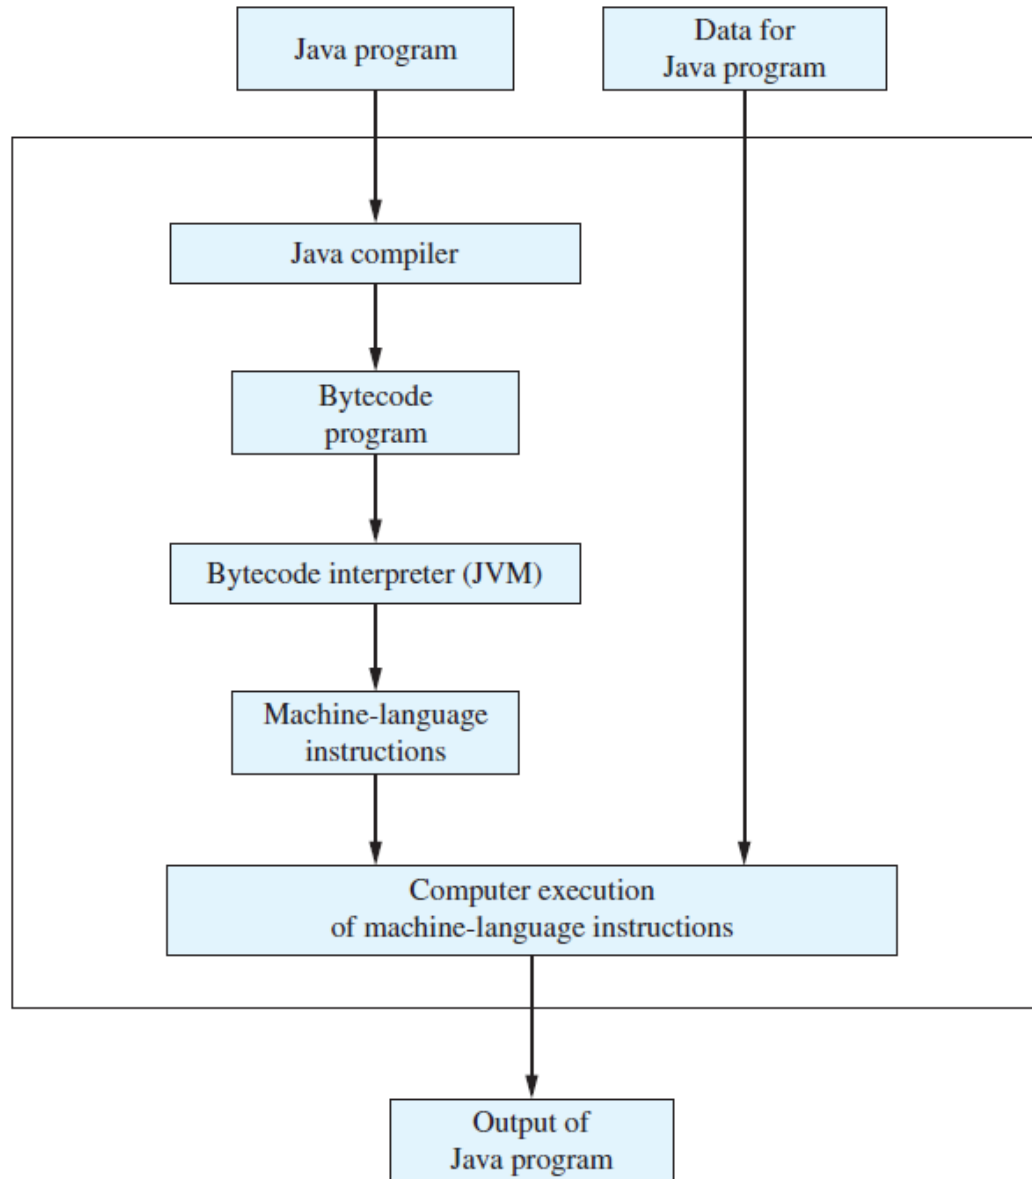 Java program
Data for
Java program
Java compiler
Bytecode
program
Bytecode interpreter (JVM)
Machine-language
instructions
Computer execution
of machine-language instructions
Output of
Java program